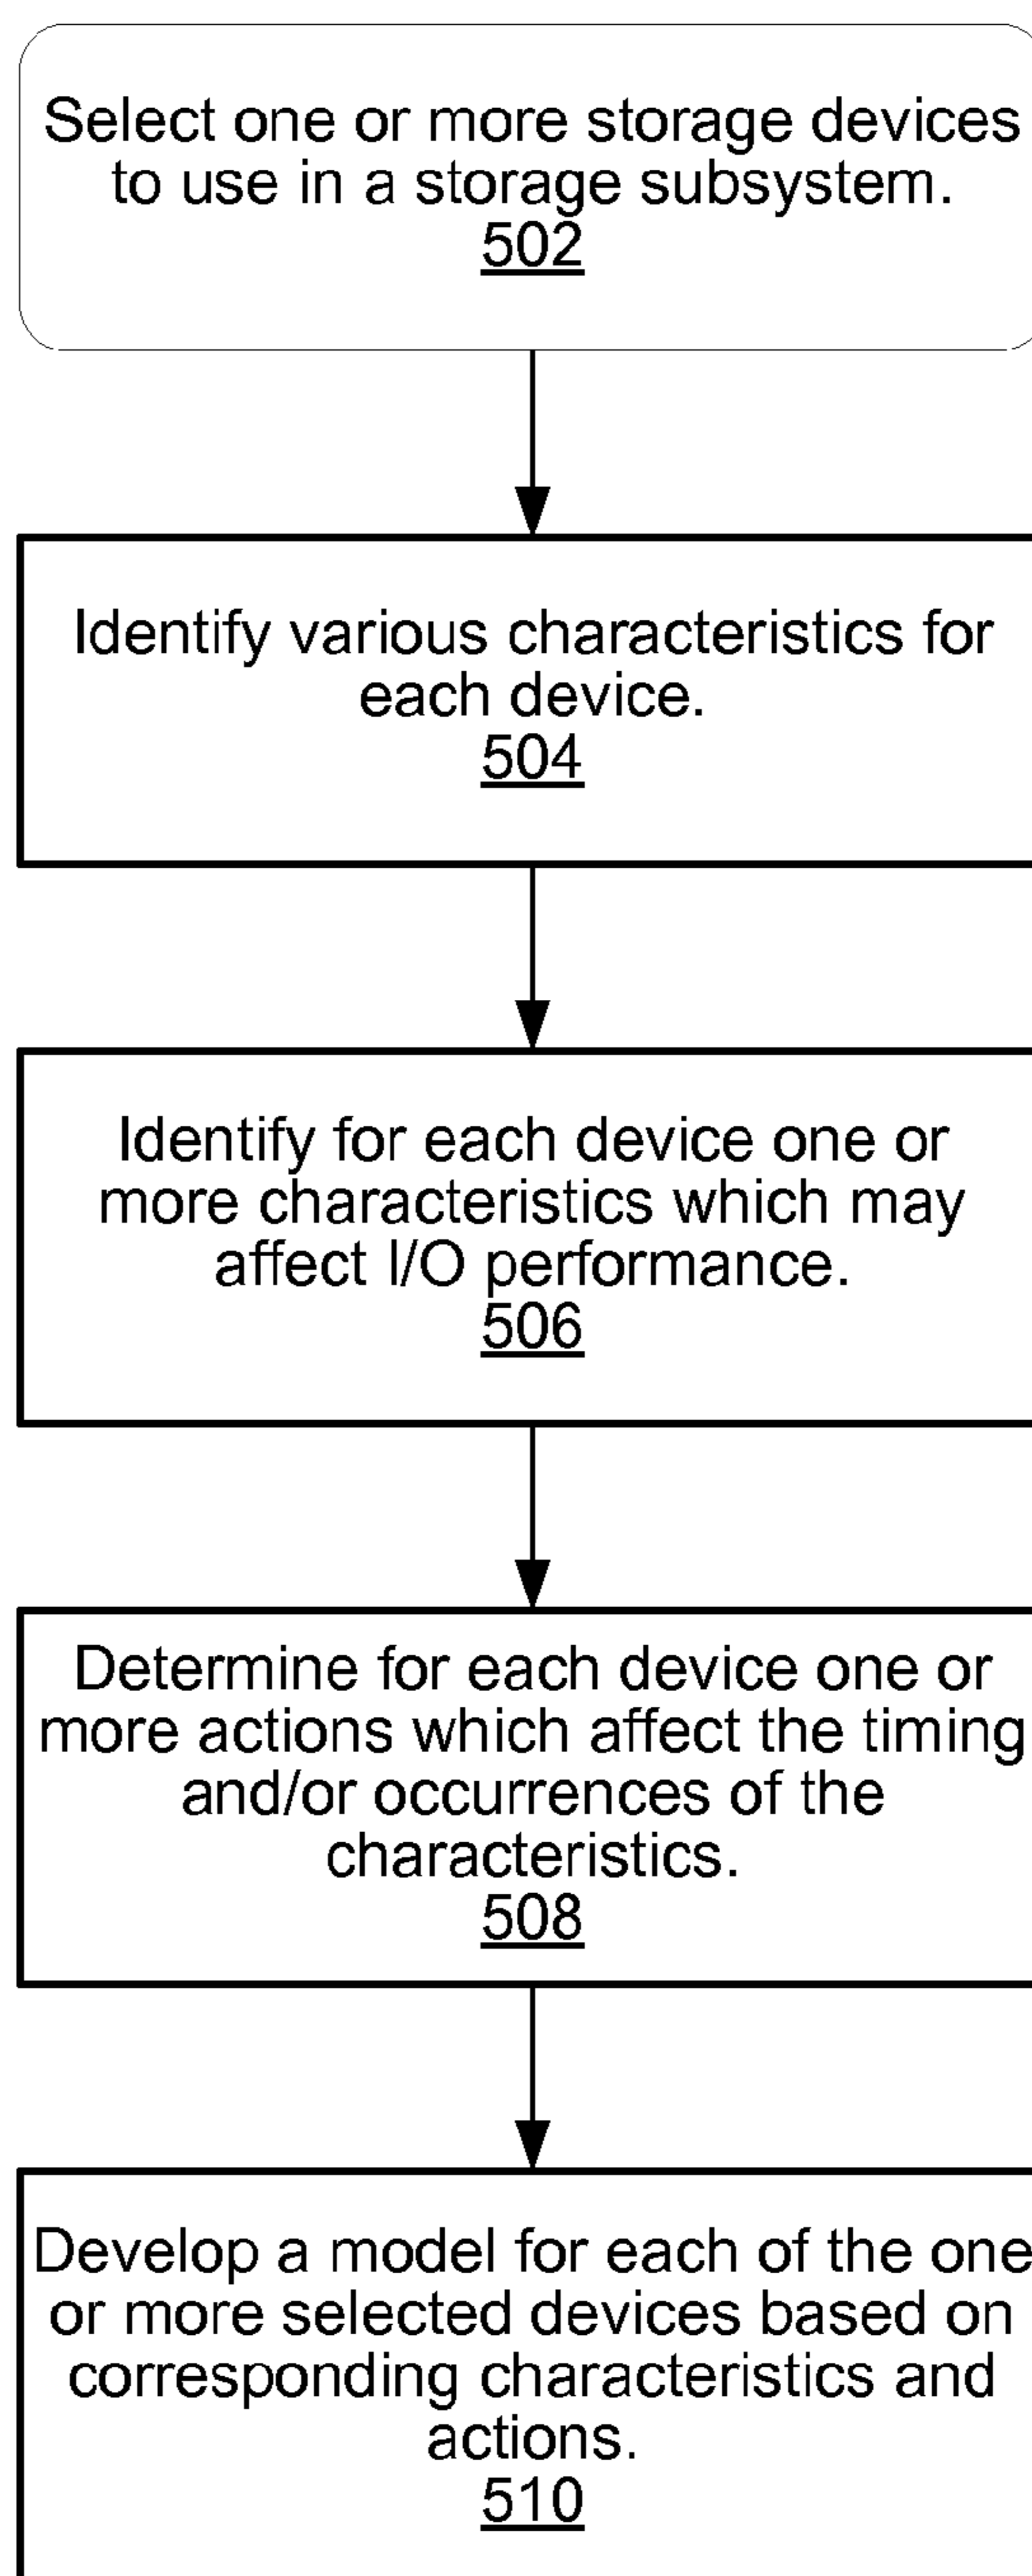 Select one or more storage devices
to use in a storage subsystem.
502
Identify various characteristics for
each device.
504
Identify for each device one or
more characteristics which may
affect I/O performance.
506
Determine for each device one or
more actions which affect the timing
and/or occurrences of the
characteristics.
508
Develop a model for each of the one
or more selected devices based on
corresponding characteristics and
actions.
510